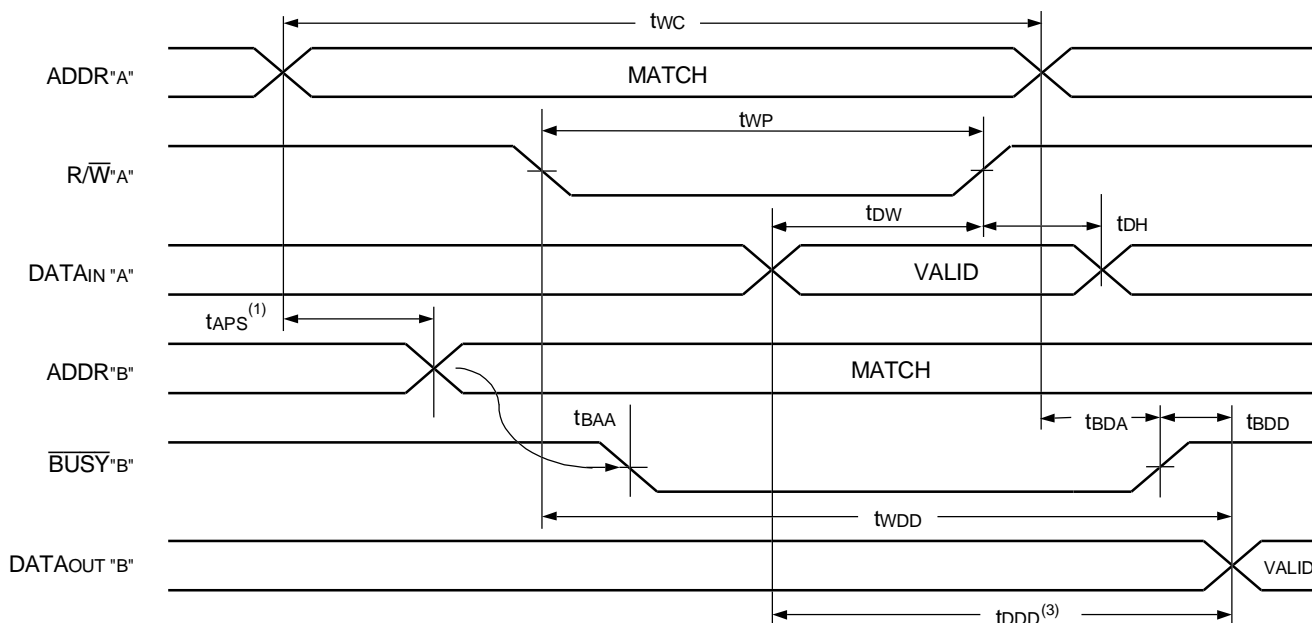 tWC
ADDR"A"
MATCH
tWP
R/W̅"A"
tDW
tDH
DATAIN "A"
VALID
tAPS(1)
ADDR"B"
MATCH
tBAA
tBDA
tBDD
B̅U̅S̅Y̅"B"
tWDD
DATAOUT "B"
VALID
tDDD(3)